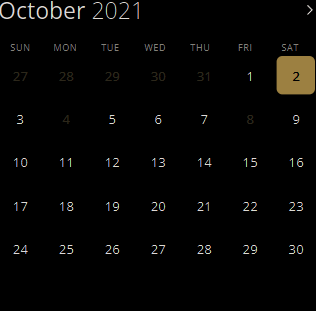 October 2021 >
SUN MON TUE WED THU FRI SAT
27 28 29 30 31 1 2
3 4 5 6 7 8 9
10 11 12 13 14 15 16
17 18 19 20 21 22 23
24 25 26 27 28 29 30